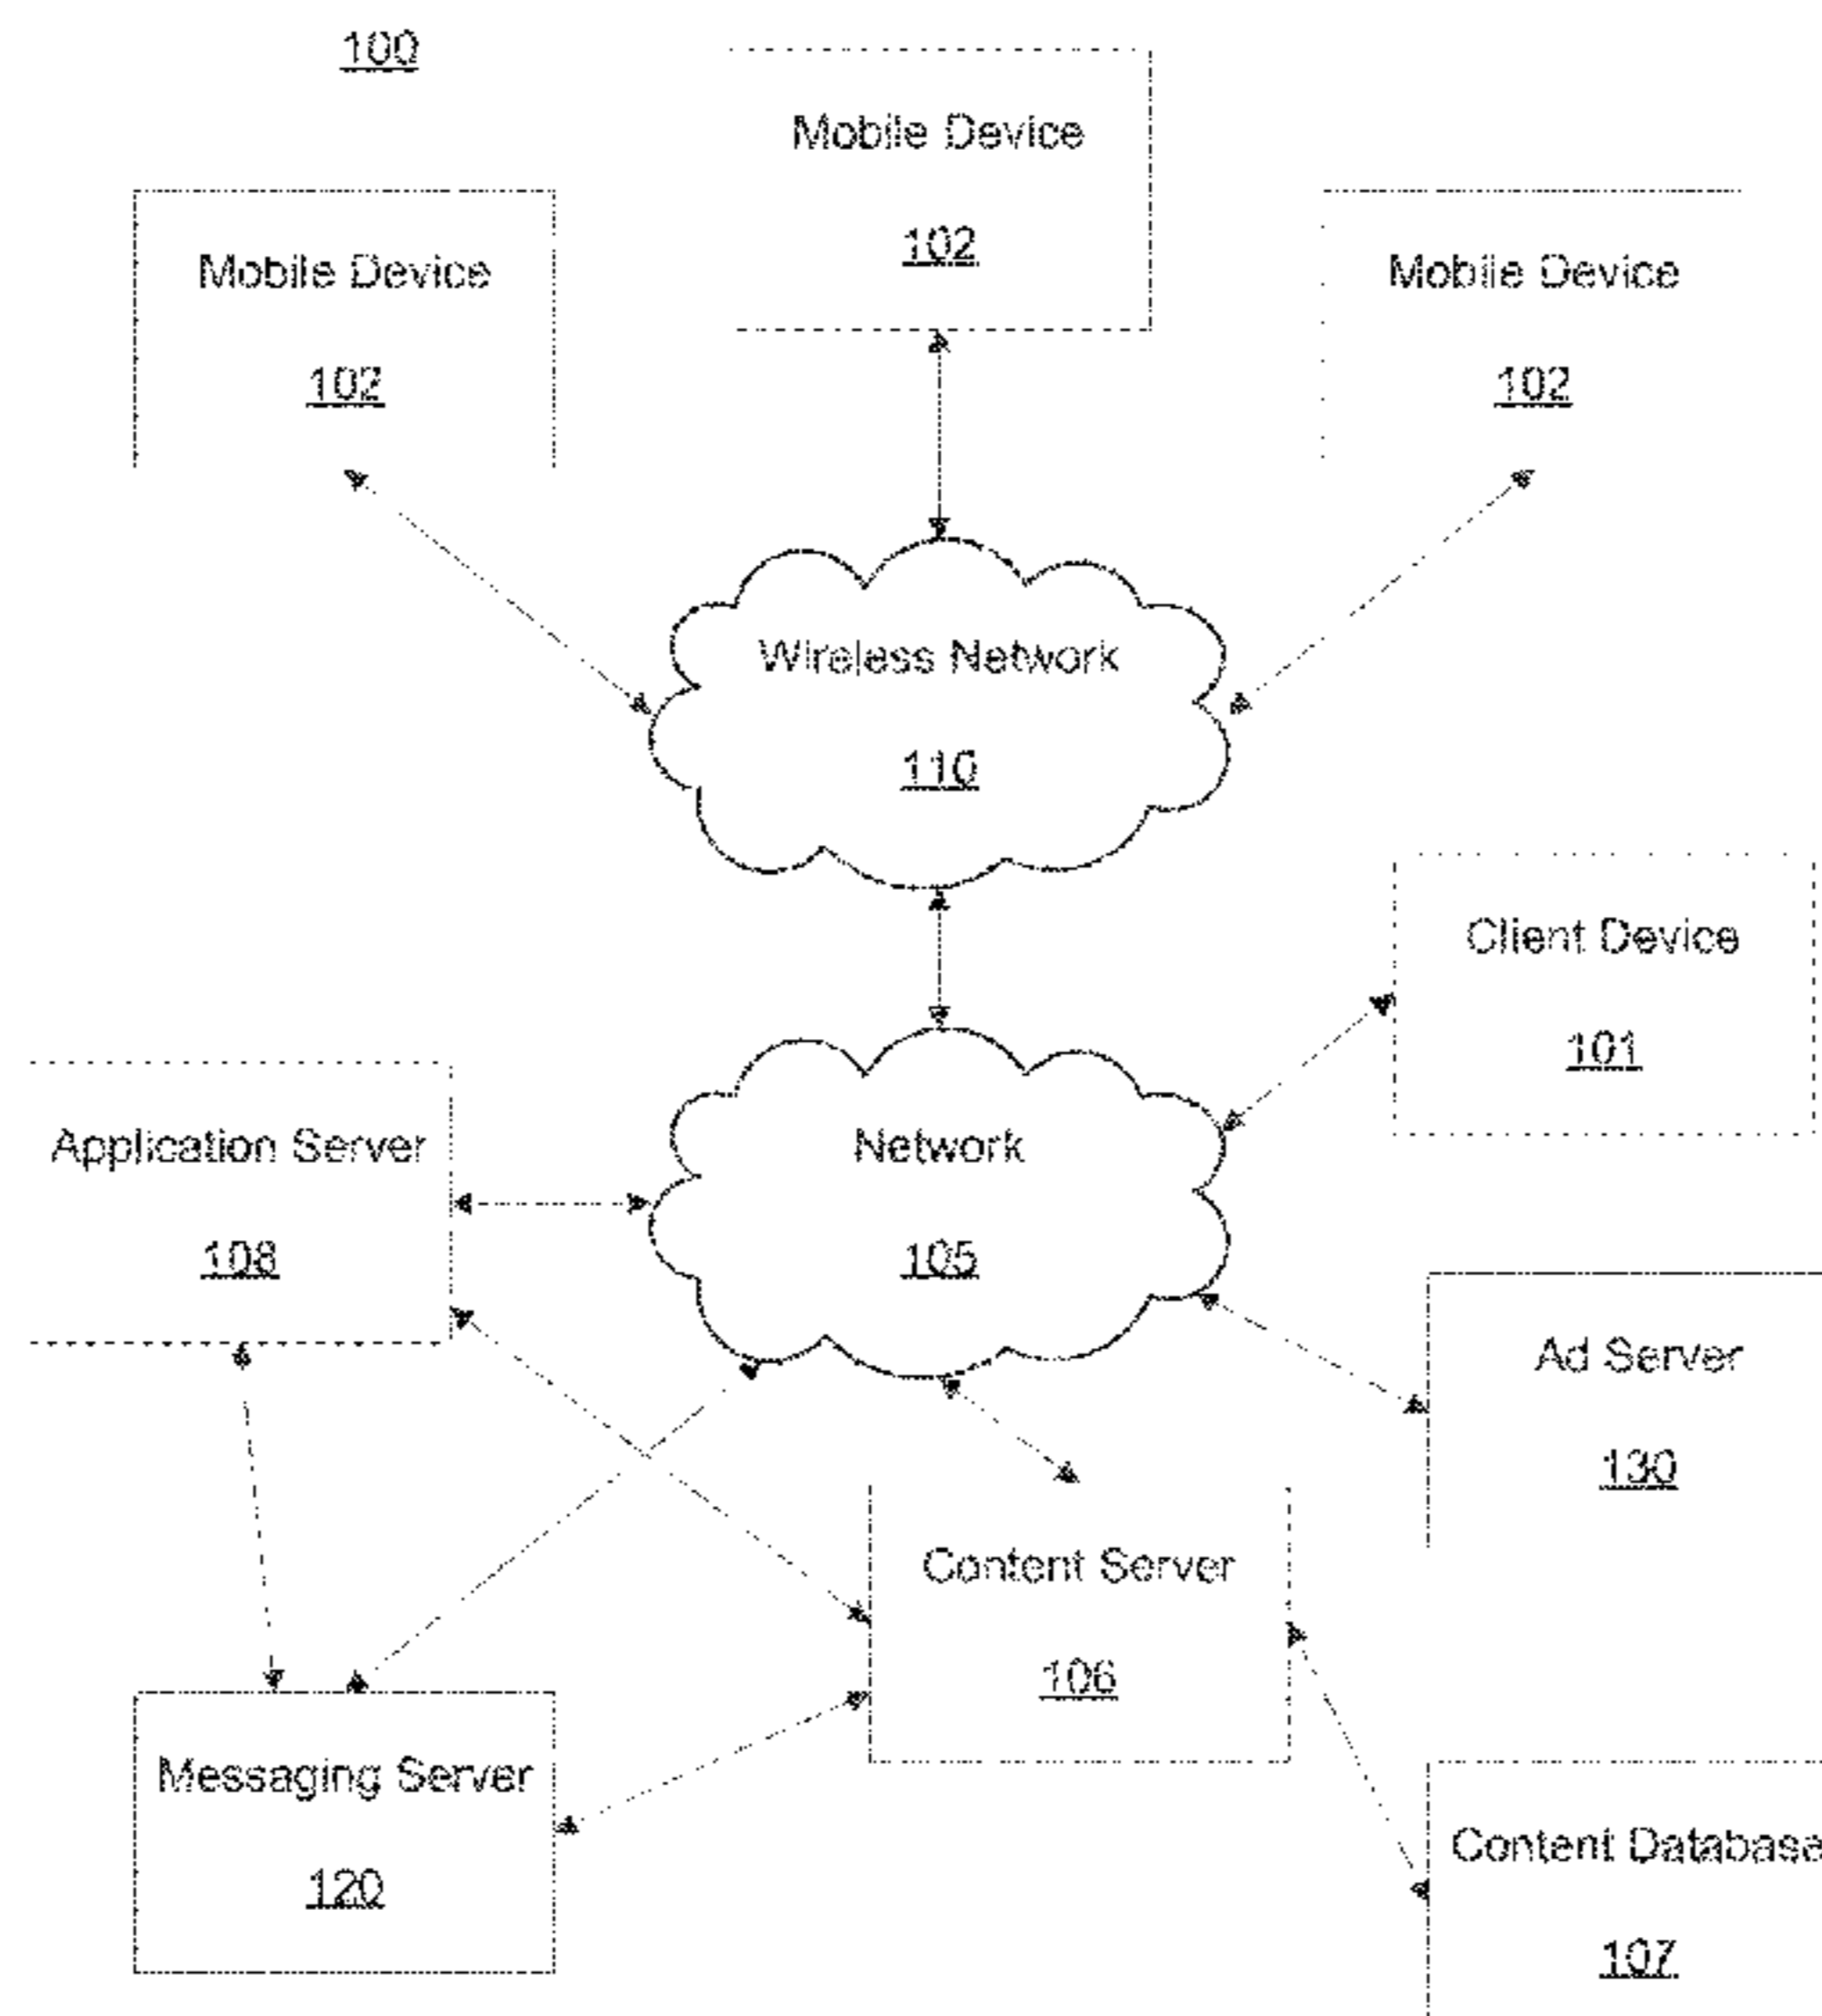 100
Mobile Device
102
Mobile Device
102
Mobile Device
102
Wireless Network
110
Client Device
101
Application Server
108
Network
105
Ad Server
130
Content Server
106
Messaging Server
120
Content Database
107